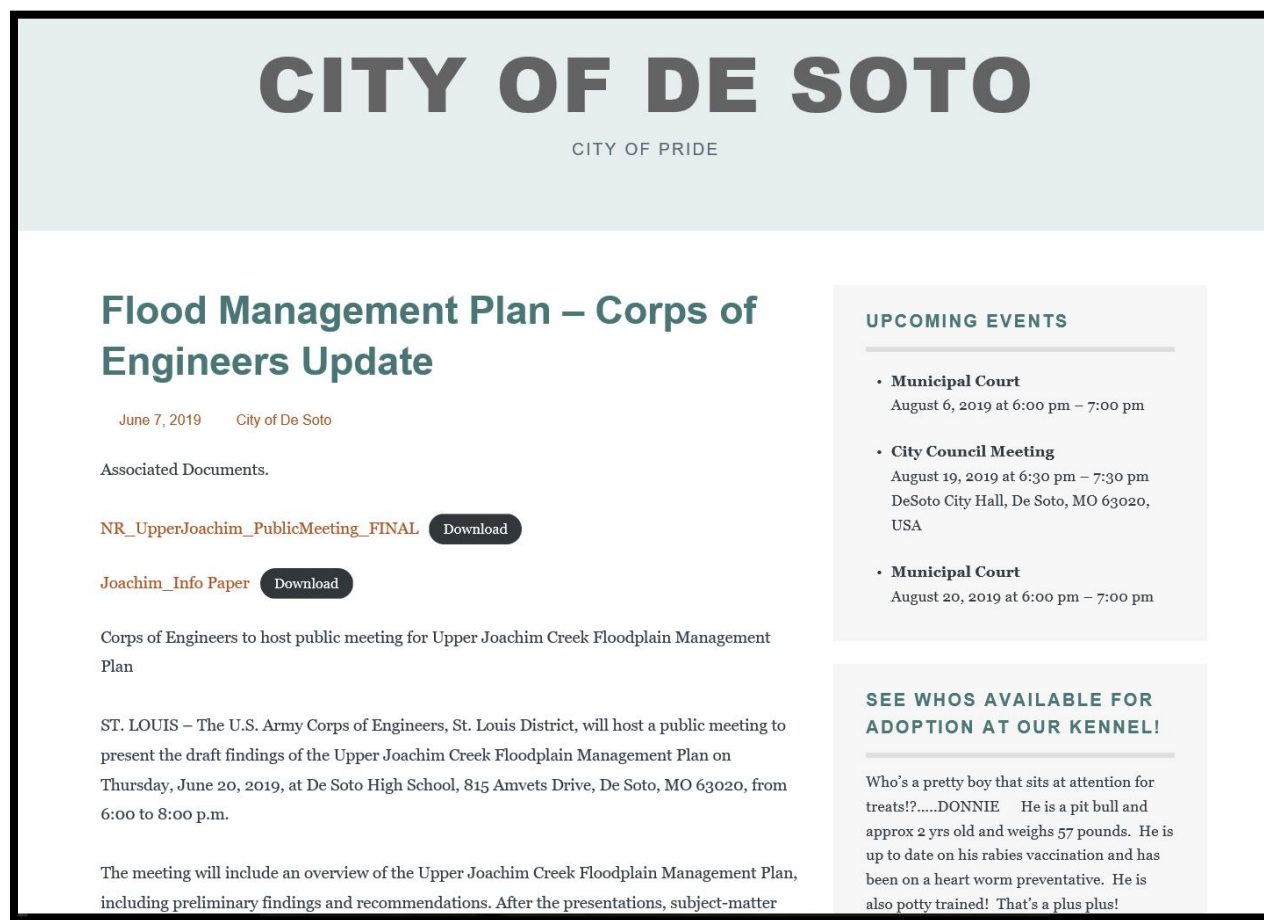 CITY OF DE SOTO
CITY OF PRIDE
Flood Management Plan – Corps of
Engineers Update
June 7, 2019 City of De Soto
Associated Documents.
NR_UpperJoachim_PublicMeeting_FINAL Download
Joachim_Info Paper Download
Corps of Engineers to host public meeting for Upper Joachim Creek Floodplain Management
Plan
ST. LOUIS – The U.S. Army Corps of Engineers, St. Louis District, will host a public meeting to
present the draft findings of the Upper Joachim Creek Floodplain Management Plan on
Thursday, June 20, 2019, at De Soto High School, 815 Amvets Drive, De Soto, MO 63020, from
6:00 to 8:00 p.m.
The meeting will include an overview of the Upper Joachim Creek Floodplain Management Plan,
including preliminary findings and recommendations. After the presentations, subject-matter
UPCOMING EVENTS
• Municipal Court
August 6, 2019 at 6:00 pm – 7:00 pm
• City Council Meeting
August 19, 2019 at 6:30 pm – 7:30 pm
DeSoto City Hall, De Soto, MO 63020,
USA
• Municipal Court
August 20, 2019 at 6:00 pm – 7:00 pm
SEE WHOS AVAILABLE FOR
ADOPTION AT OUR KENNEL!
Who's a pretty boy that sits at attention for
treats!?.....DONNIE He is a pit bull and
approx 2 yrs old and weighs 57 pounds. He is
up to date on his rabies vaccination and has
been on a heart worm preventative. He is
also potty trained! That's a plus plus!